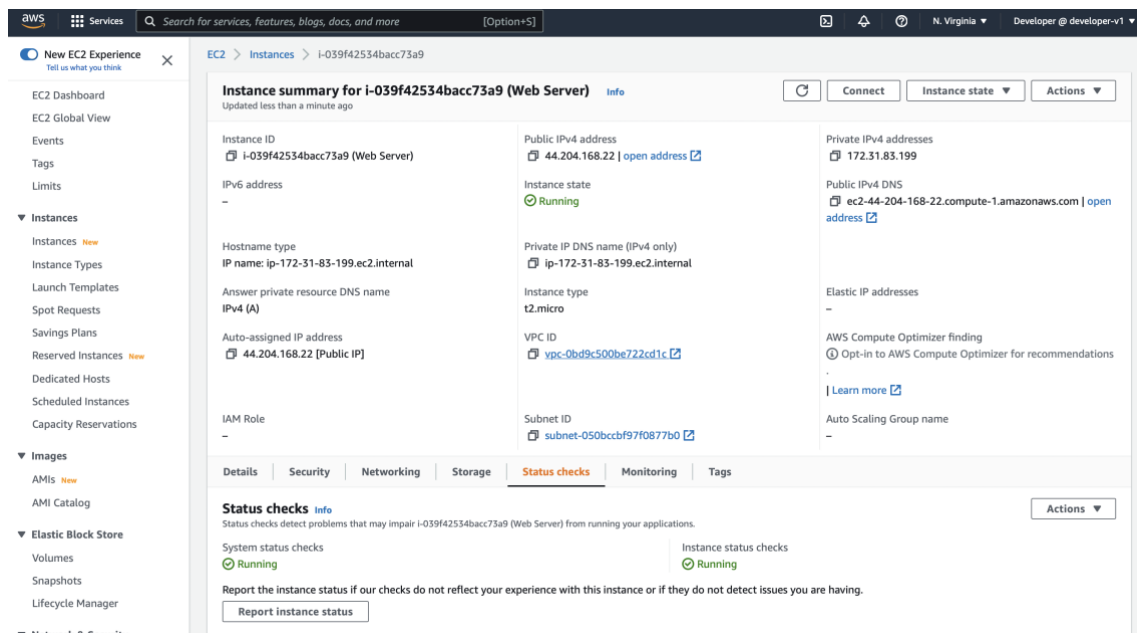 aws
Services
Search for services, features, blogs, docs, and more [Option+S]
N. Virginia ▼
Developer @ developer-v1 ▼
New EC2 Experience
Tell us what you think
EC2 Dashboard
EC2 Global View
Events
Tags
Limits
▼ Instances
Instances New
Instance Types
Launch Templates
Spot Requests
Savings Plans
Reserved Instances New
Dedicated Hosts
Scheduled Instances
Capacity Reservations
▼ Images
AMIs New
AMI Catalog
▼ Elastic Block Store
Volumes
Snapshots
Lifecycle Manager
EC2 > Instances > i-039f42534bacc73a9
Instance summary for i-039f42534bacc73a9 (Web Server) Info
Updated less than a minute ago
Connect
Instance state ▼
Actions ▼
Instance ID
i-039f42534bacc73a9 (Web Server)
Public IPv4 address
44.204.168.22 | open address
Private IPv4 addresses
172.31.83.199
IPv6 address
–
Instance state
Running
Public IPv4 DNS
ec2-44-204-168-22.compute-1.amazonaws.com | open
address
Hostname type
IP name: ip-172-31-83-199.ec2.internal
Private IP DNS name (IPv4 only)
ip-172-31-83-199.ec2.internal
Answer private resource DNS name
IPv4 (A)
Instance type
t2.micro
Elastic IP addresses
–
Auto-assigned IP address
44.204.168.22 [Public IP]
VPC ID
vpc-0bd9c500be722cd1c
AWS Compute Optimizer finding
Opt-in to AWS Compute Optimizer for recommendations
.
| Learn more
IAM Role
–
Subnet ID
subnet-050bccbf97f0877b0
Auto Scaling Group name
–
Details
Security
Networking
Storage
Status checks
Monitoring
Tags
Status checks Info
Status checks detect problems that may impair i-039f42534bacc73a9 (Web Server) from running your applications.
Actions ▼
System status checks
Running
Instance status checks
Running
Report the instance status if our checks do not reflect your experience with this instance or if they do not detect issues you are having.
Report instance status